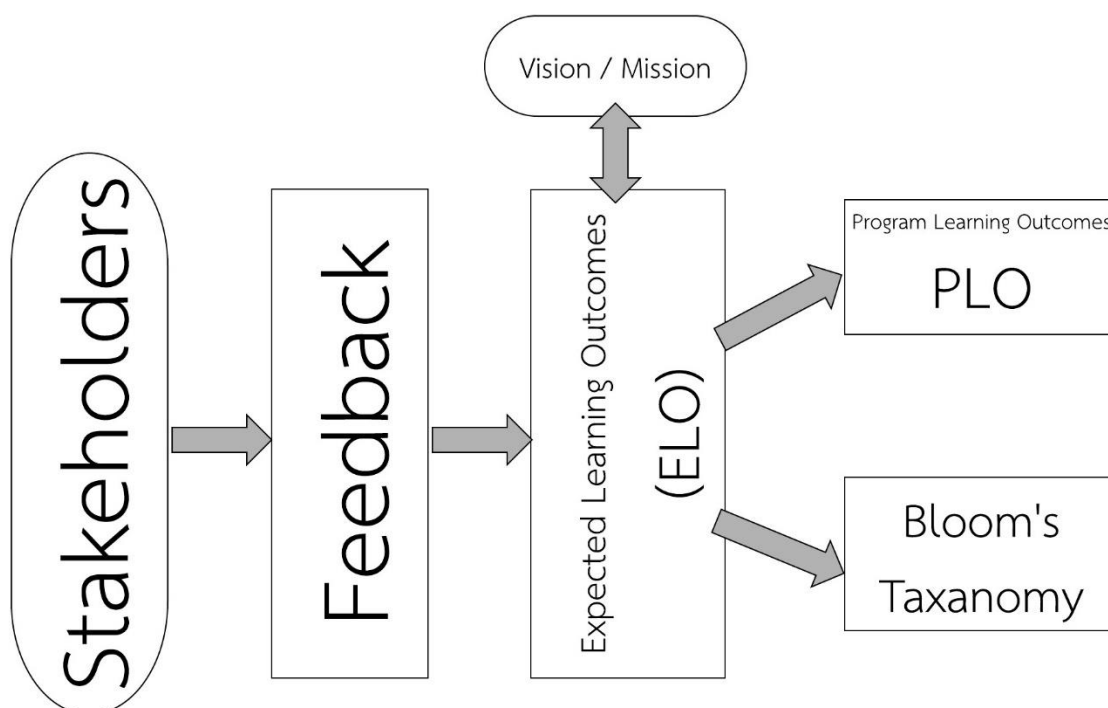 Vision / Mission
Stakeholders
Feedback
Expected Learning Outcomes
(ELO)
Program Learning Outcomes
PLO
Bloom's
Taxanomy